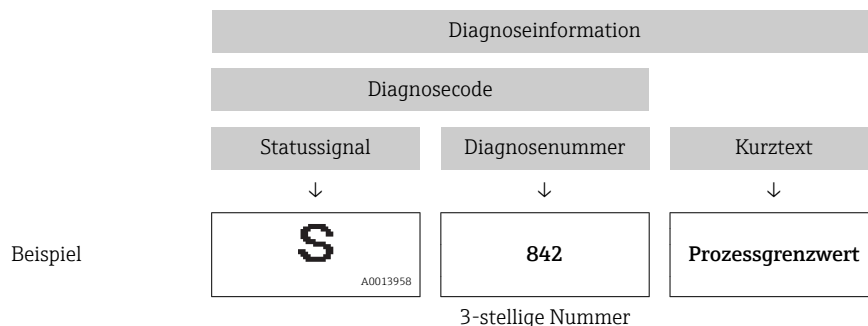 Diagnoseinformation
Diagnosecode
Statussignal Diagnosenummer Kurztext
↓ ↓ ↓
Beispiel S 842 Prozessgrenzwert
A0013958
3-stellige Nummer